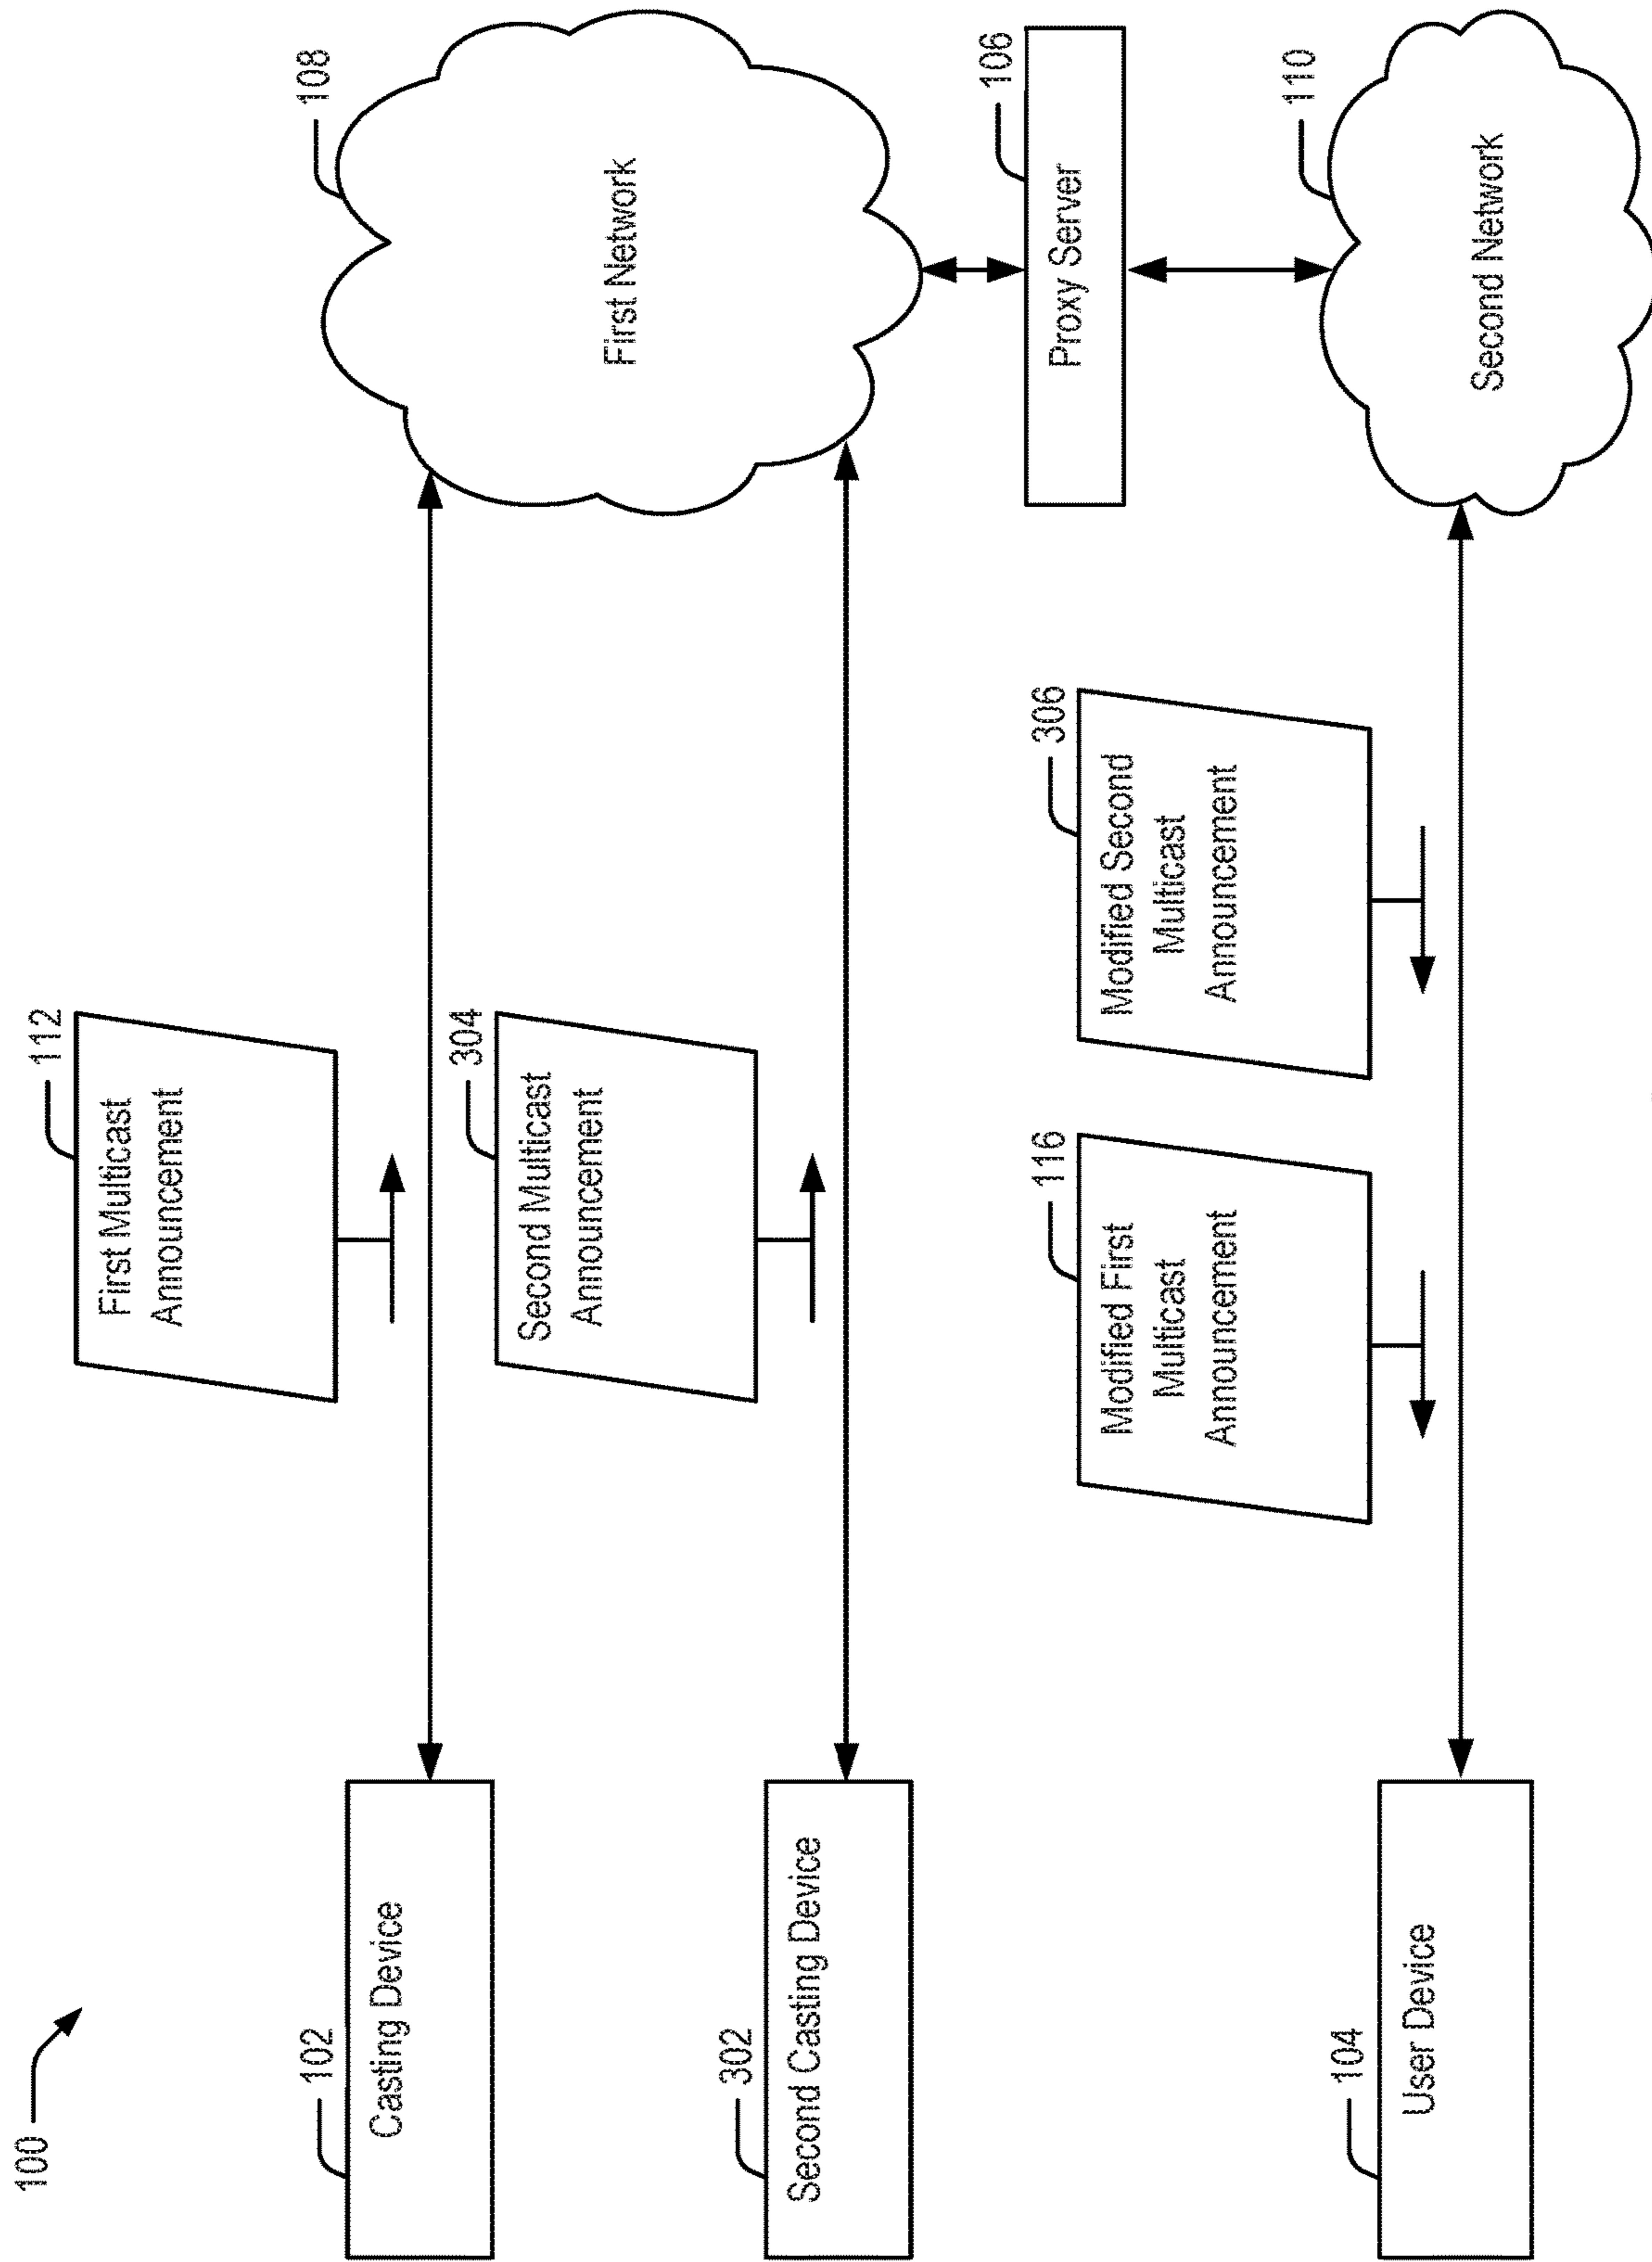 100
102
Casting Device
112
First Multicast
Announcement
108
First Network
302
Second Casting Device
304
Second Multicast
Announcement
106
Proxy Server
104
User Device
116
Modified First
Multicast
Announcement
306
Modified Second
Multicast
Announcement
110
Second Network